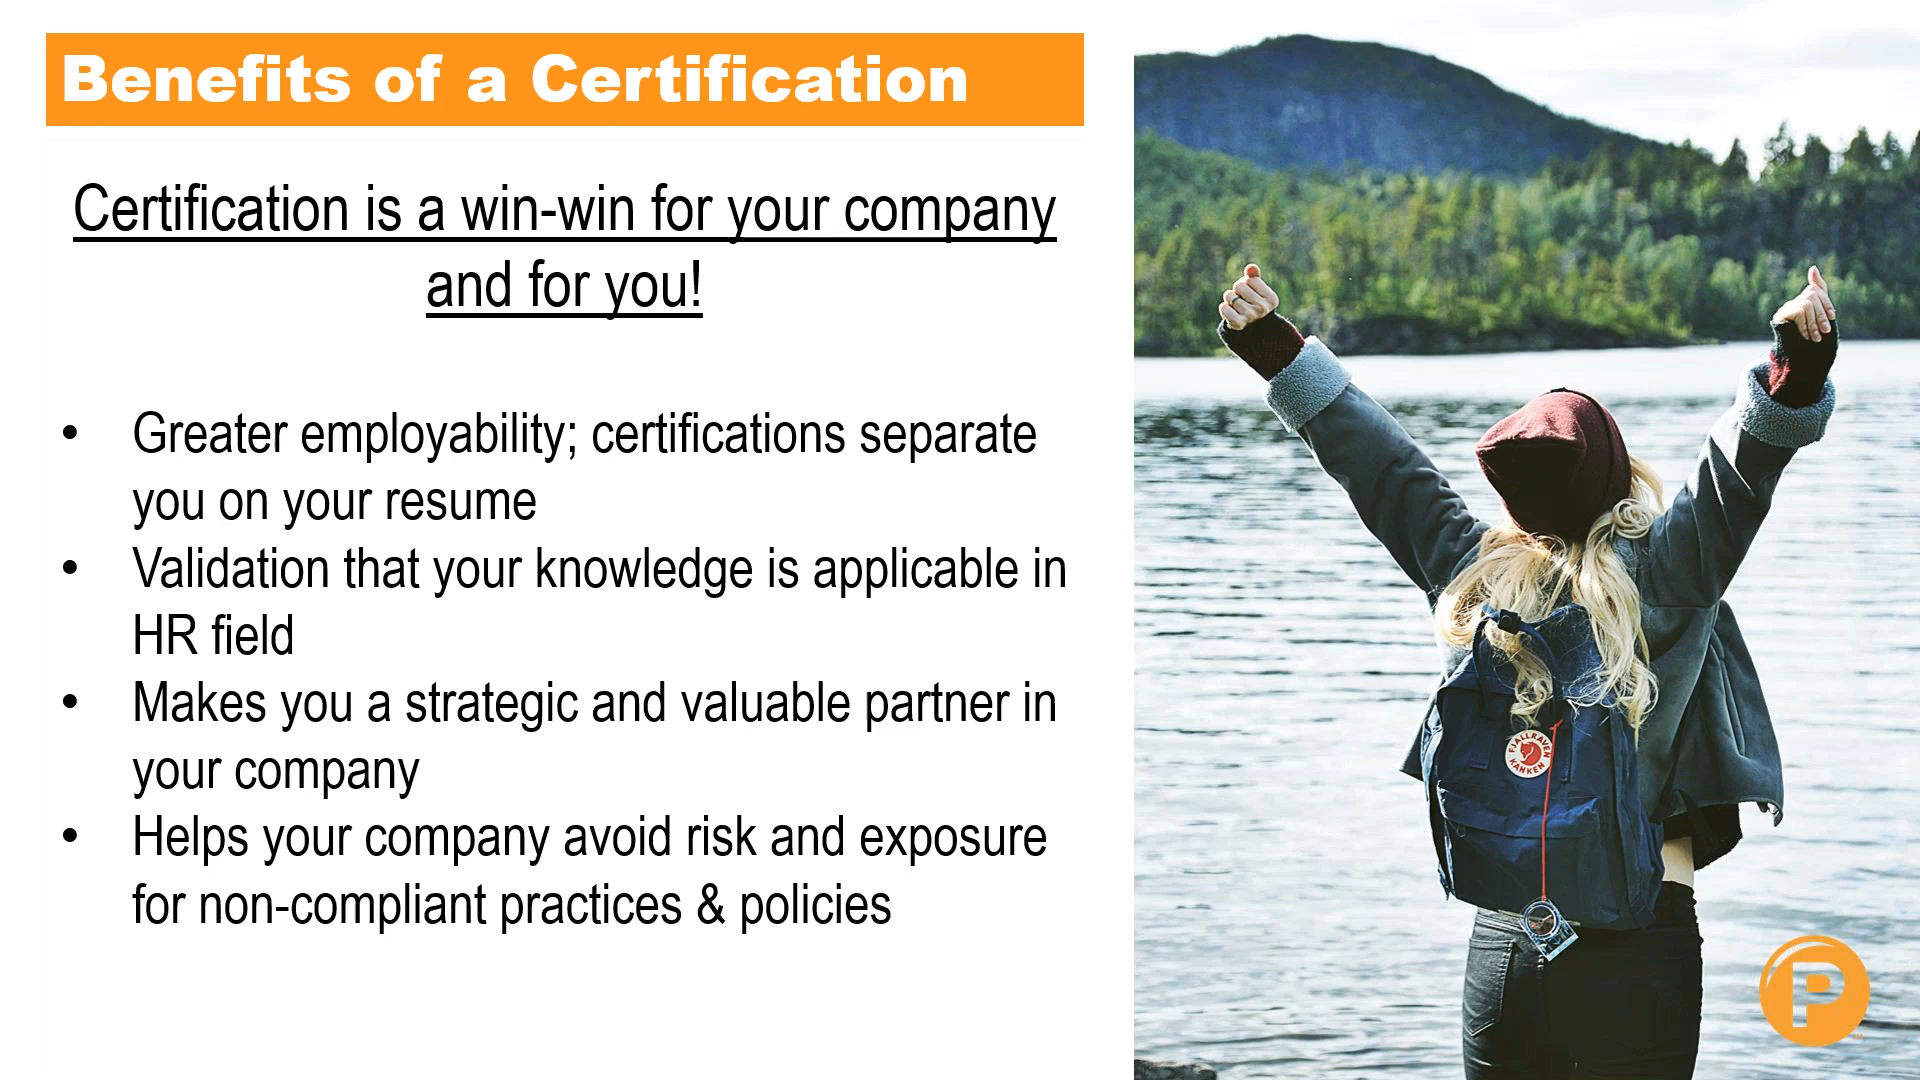 Benefits of a Certification
Certification is a win-win for your company
and for you!
• Greater employability; certifications separate
you on your resume
• Validation that your knowledge is applicable in
HR field
• Makes you a strategic and valuable partner in
your company
• Helps your company avoid risk and exposure
for non-compliant practices & policies
FJALLRAVEN
KANKEN
P